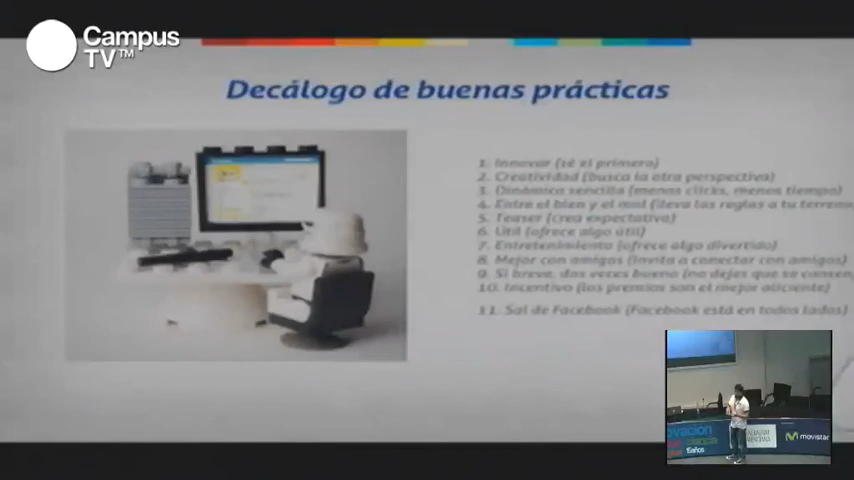 Campus
TV™
Decálogo de buenas prácticas
1. Innovar (sé el primero)
2. Creatividad (busca la otra perspectiva)
3. Dinámica sencilla (menos clicks, menos tiempo)
4. Entre el bien y el mal (lleva las reglas a tu terreno
5. Teaser (crea expectativa)
6. Útil (ofrece algo útil)
7. Entretenimiento (ofrece algo divertido)
8. Mejor con amigos (invita a conectar con amigos)
9. Si breve, dos veces bueno (no dejes que se cansen,
10. Incentivo (los premios son el mejor aliciente)
11. Sal de Facebook (Facebook está en todos lados)
ovación
ciencia
15años
movistar